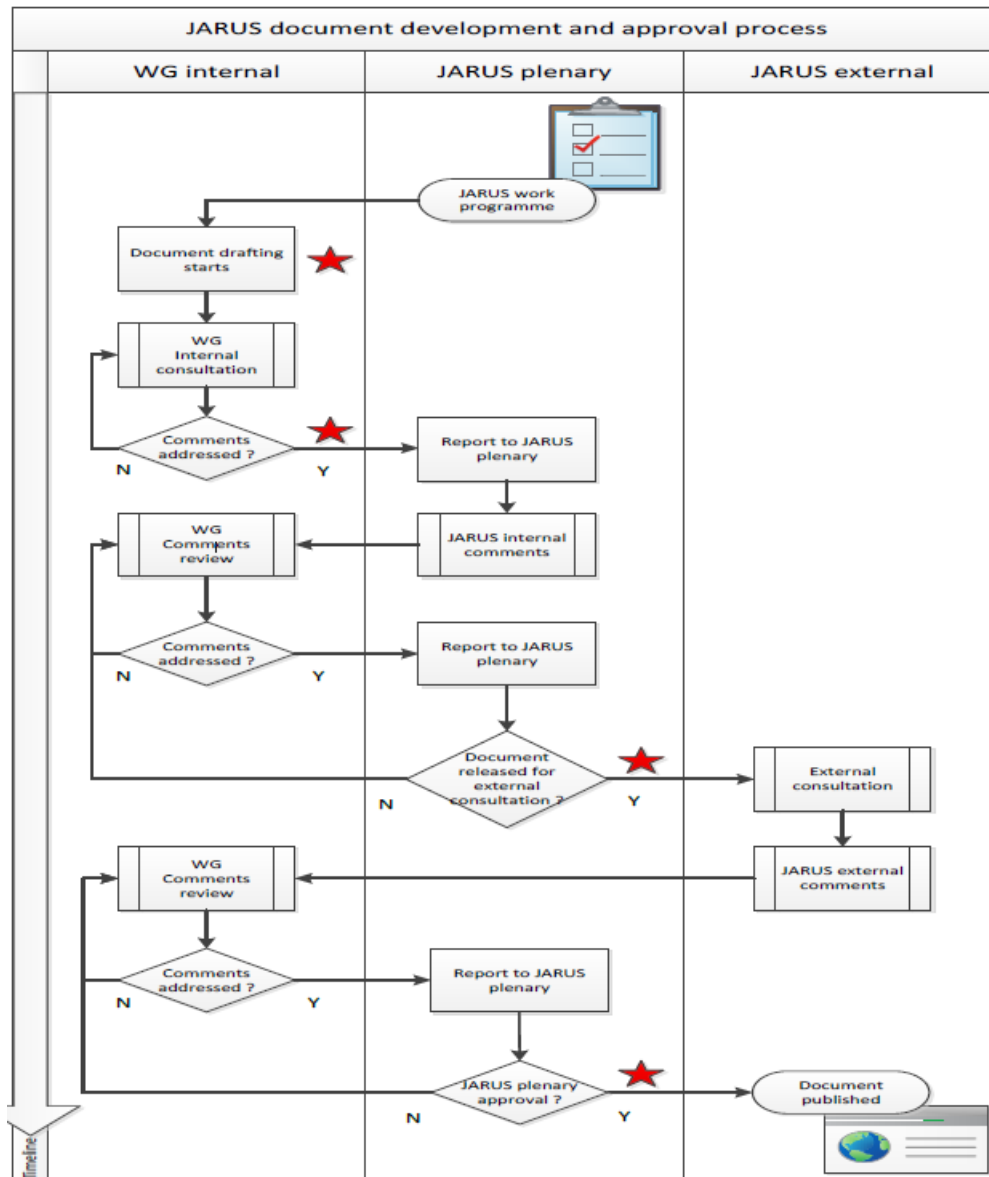 JARUS document development and approval process
WG internal
JARUS plenary
JARUS external
JARUS work
programme
Document drafting
starts
WG
Internal
consultation
Comments
addressed ?
N
Y
Report to JARUS
plenary
WG
Comments
review
JARUS internal
comments
Comments
addressed ?
N
Y
Report to JARUS
plenary
Document
released for
external
consultation ?
N
Y
External
consultation
WG
Comments
review
JARUS external
comments
Comments
addressed ?
N
Y
Report to JARUS
plenary
JARUS plenary
approval ?
N
Y
Document
published
Timeline